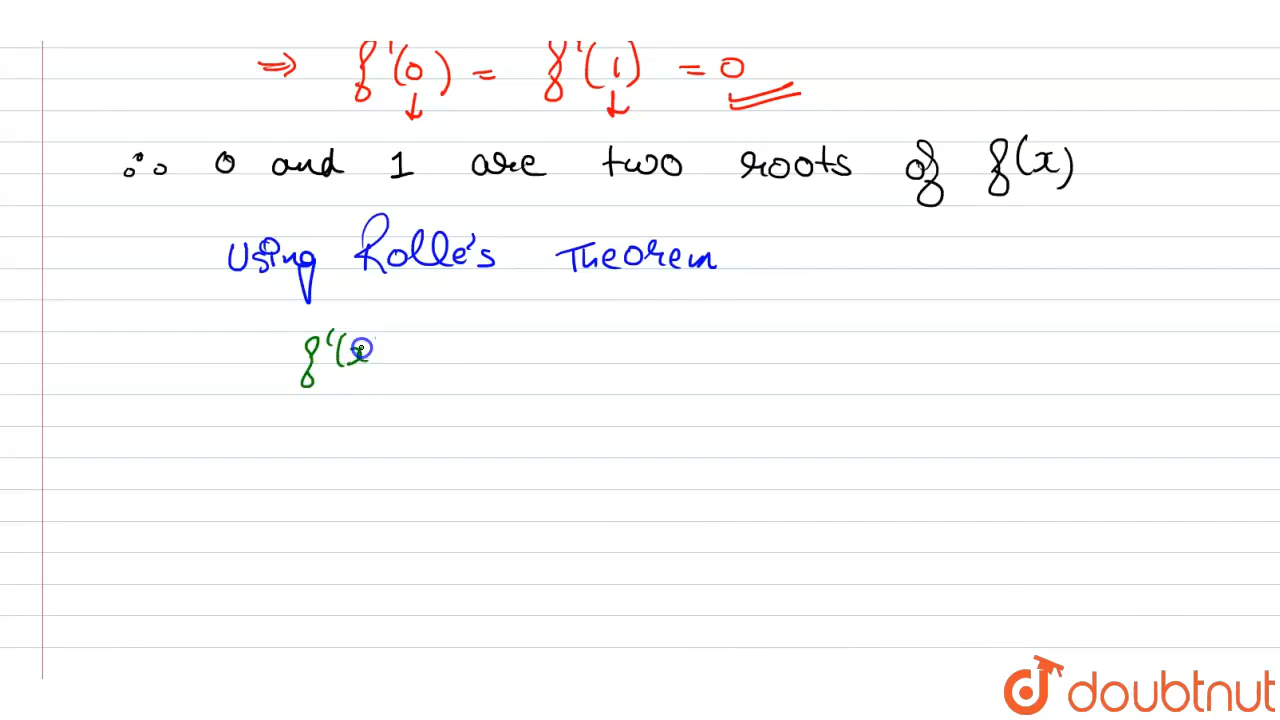 ⇒ f'(0) = f'(1) = 0
∴ 0 and 1 are two roots of f(x)
Using Rolle's Theorem
f'(x
doubtnut